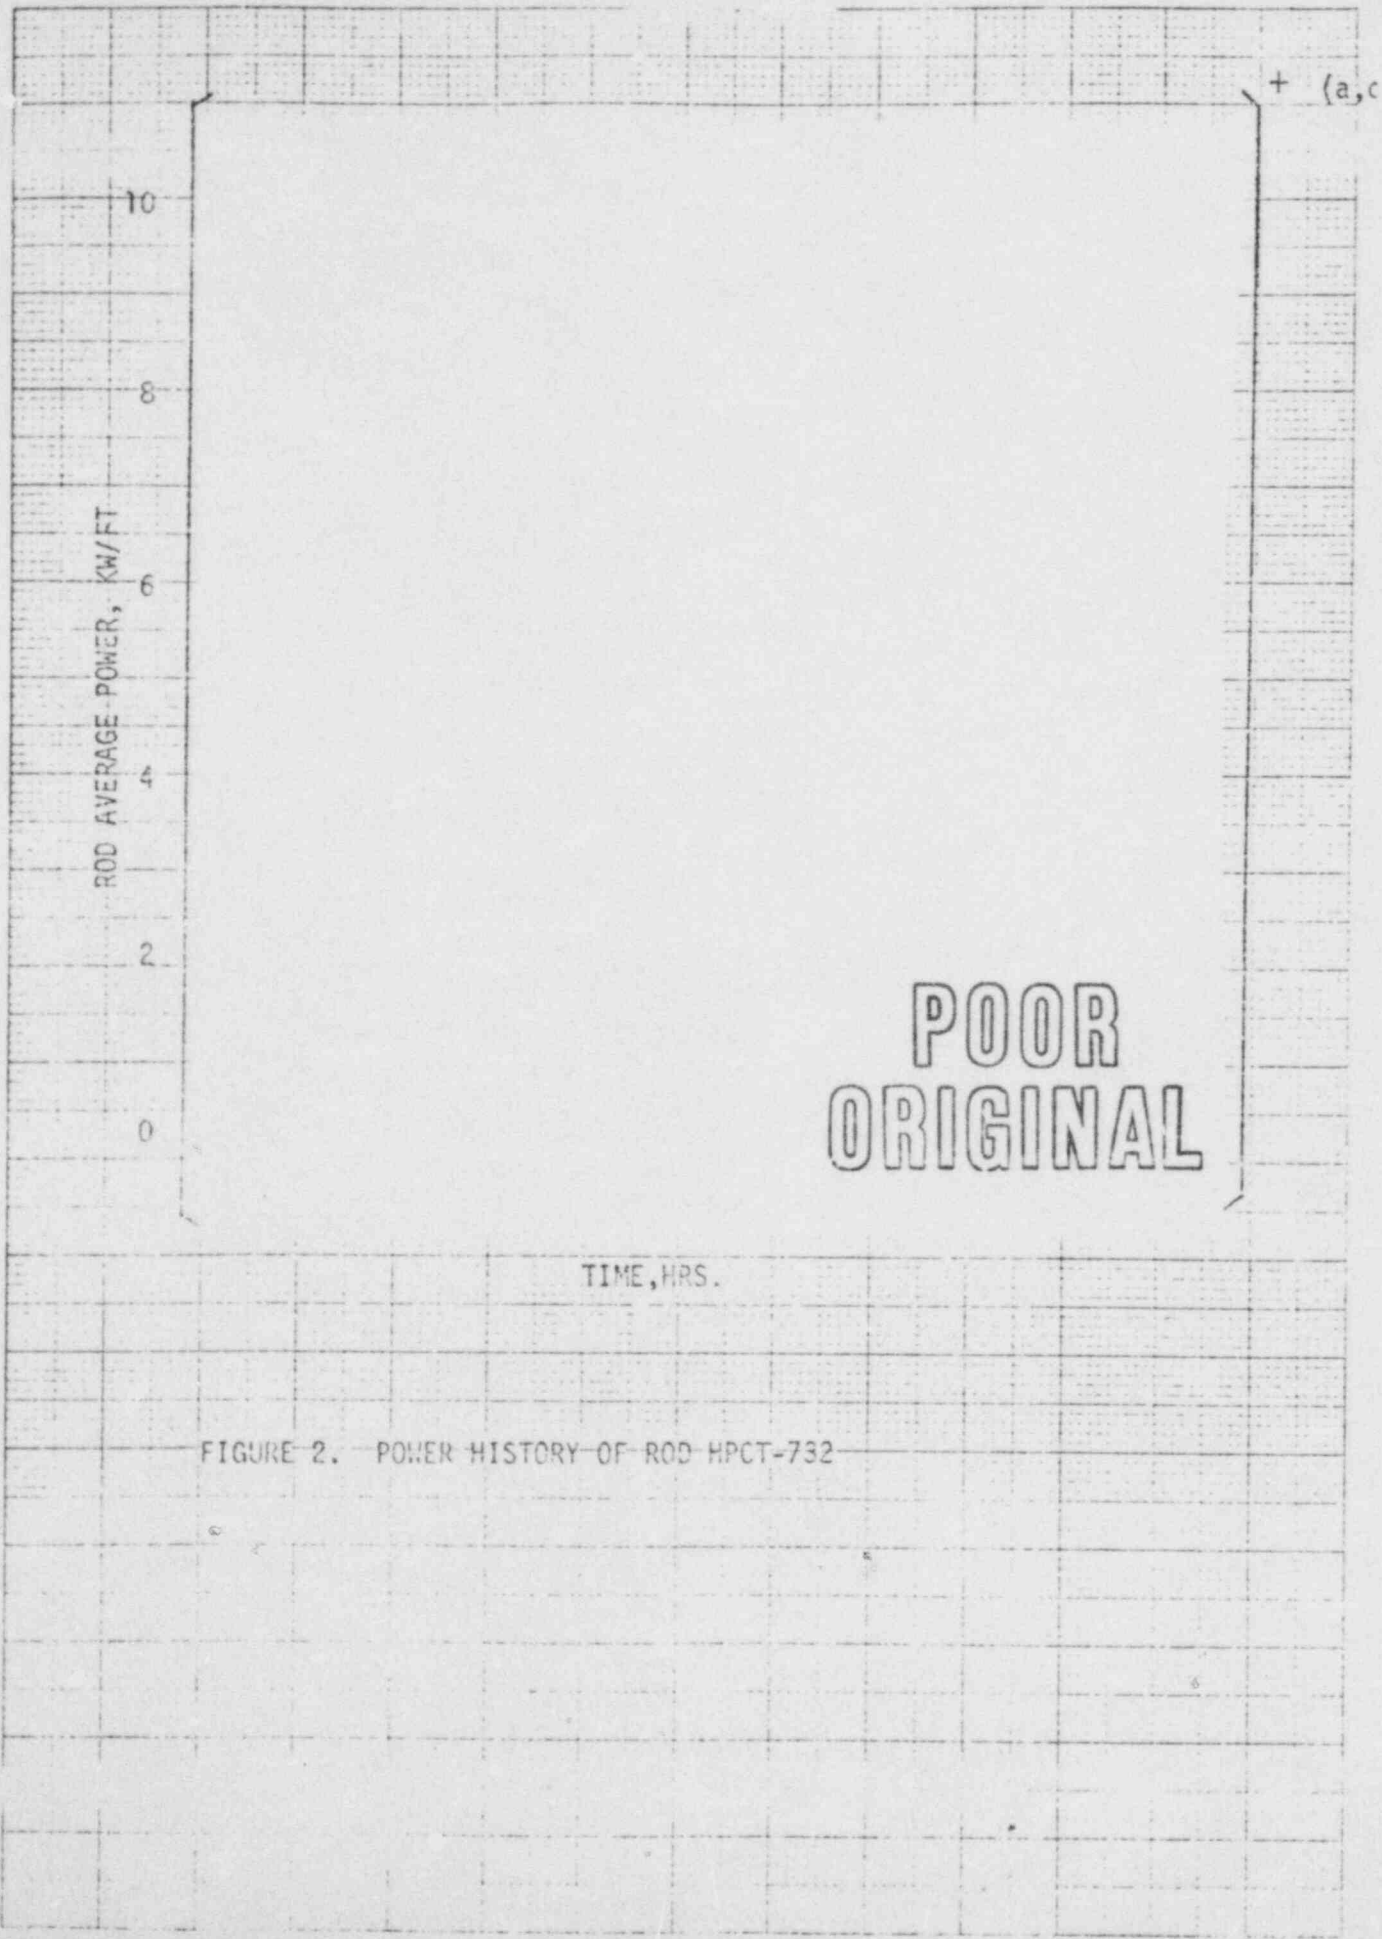 + (a,c
10
8
6
4
2
0
ROD AVERAGE POWER, KW/FT
POOR
ORIGINAL
TIME,HRS.
FIGURE 2. POWER HISTORY OF ROD HPCT-732